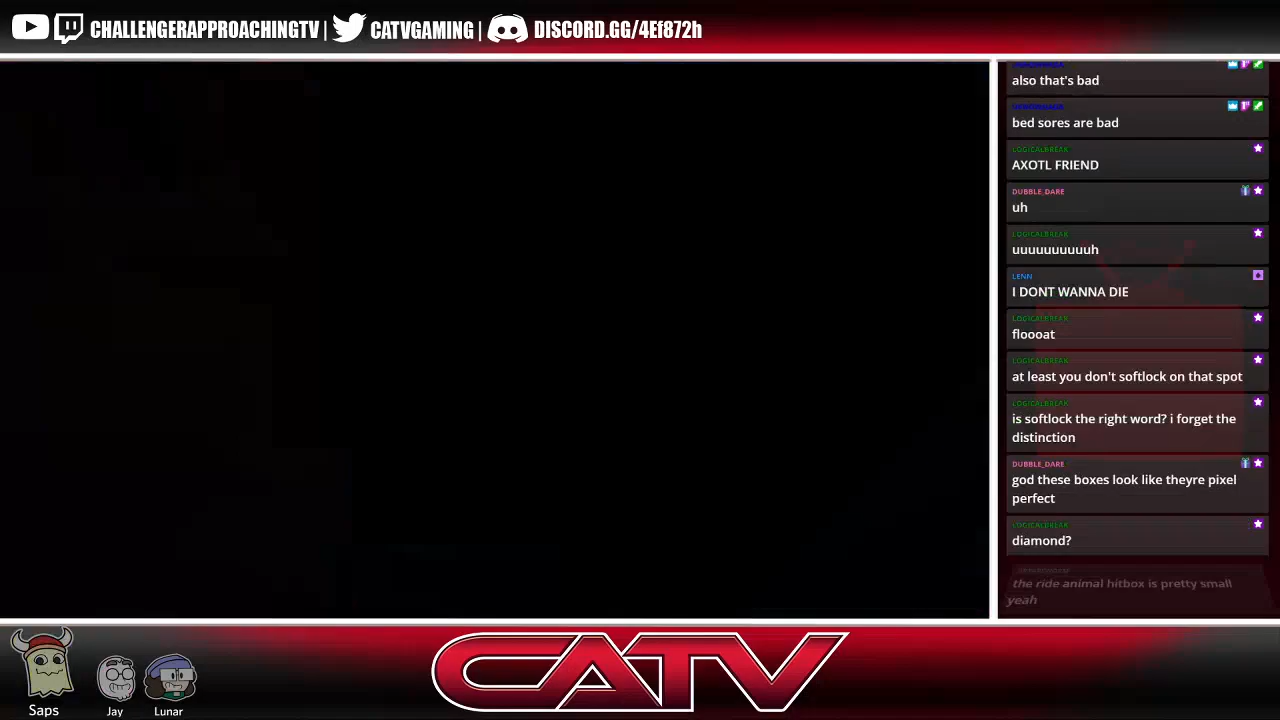 CHALLENGERAPPROACHINGTV | CATVGAMING | DISCORD.GG/4Ef872h
also that's bad
bed sores are bad
LOGICALBREAK
AXOTL FRIEND
DUBBLE_DARE
uh
LOGICALBREAK
uuuuuuuuuuh
LENN
I DONT WANNA DIE
LOGICALBREAK
floooat
LOGICALBREAK
at least you don't softlock on that spot
LOGICALBREAK
is softlock the right word? i forget the
distinction
DUBBLE_DARE
god these boxes look like theyre pixel
perfect
LOGICALBREAK
diamond?
the ride animal hitbox is pretty small
yeah
CATV
Saps
Jay
Lunar